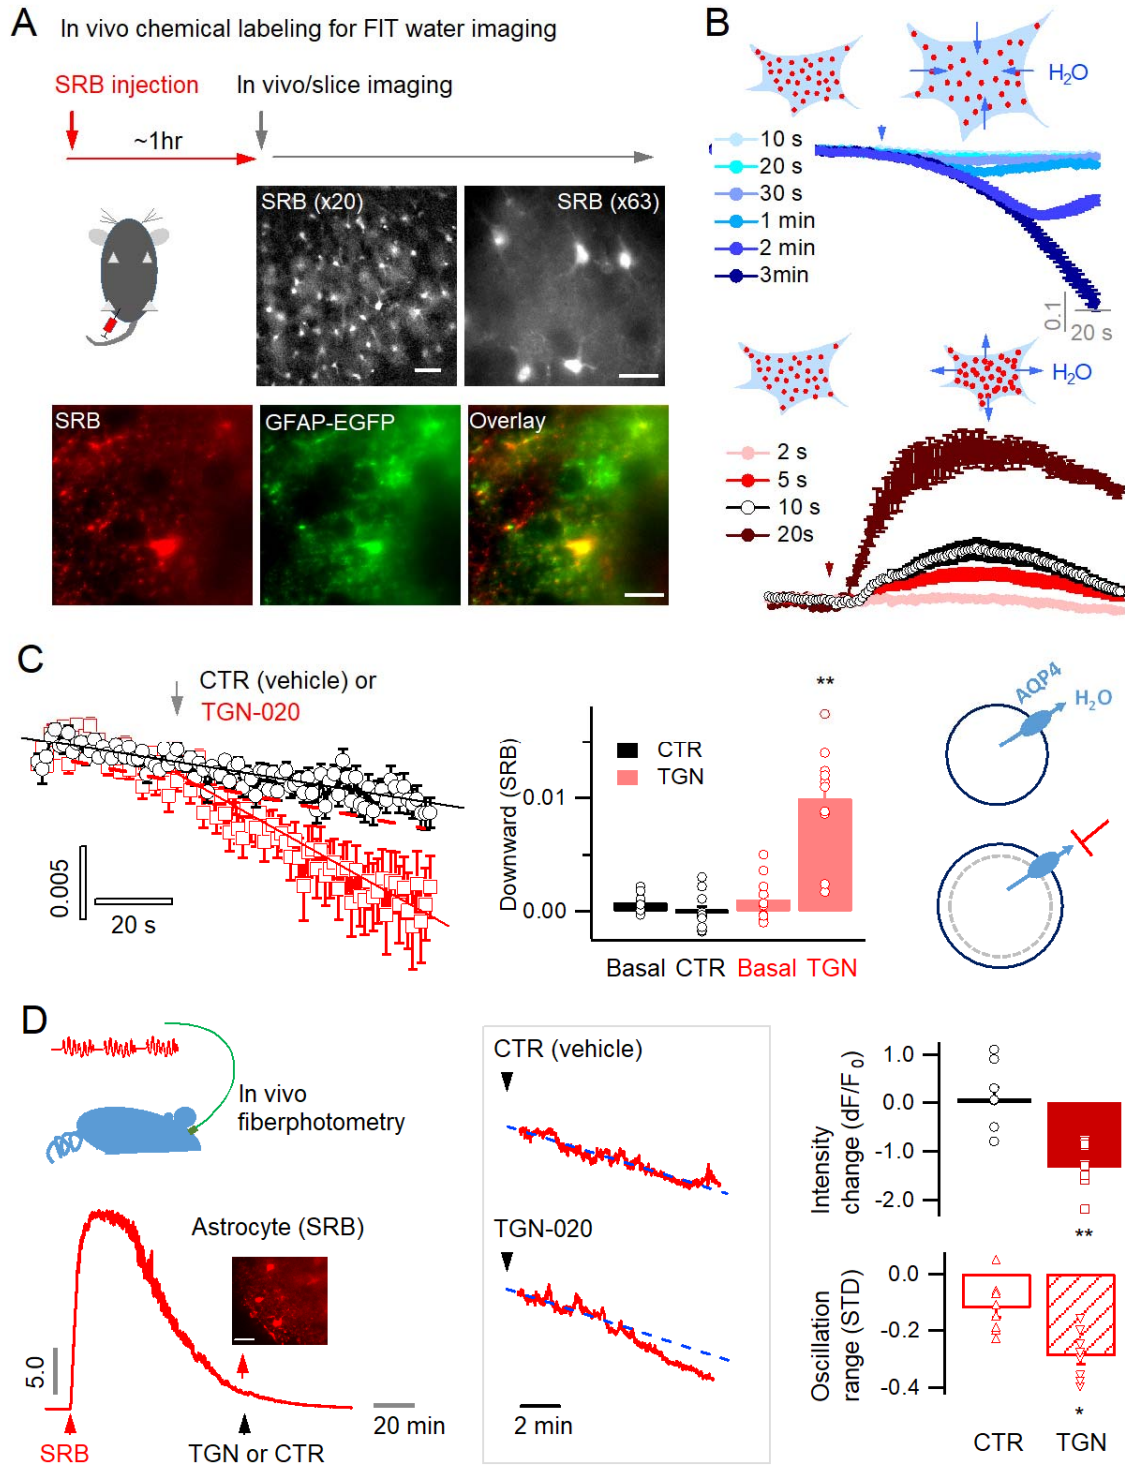 A
In vivo chemical labeling for FIT water imaging
SRB injection
In vivo/slice imaging
~1hr
SRB (x20)
SRB (x63)
SRB
GFAP-EGFP
Overlay
B
H2O
10 s
20 s
30 s
1 min
2 min
3min
0.1
20 s
H2O
2 s
5 s
10 s
20s
C
CTR (vehicle) or
TGN-020
0.005
20 s
Downward (SRB)
0.01
0.00
CTR
TGN
**
Basal CTR Basal TGN
AQP4
H2O
D
In vivo
fiberphotometry
Astrocyte (SRB)
5.0
20 min
SRB
TGN or CTR
CTR (vehicle)
TGN-020
2 min
Intensity
change (dF/F0)
1.0
0.0
-1.0
-2.0
**
Oscillation
range (STD)
0.0
-0.2
-0.4
*
CTR TGN